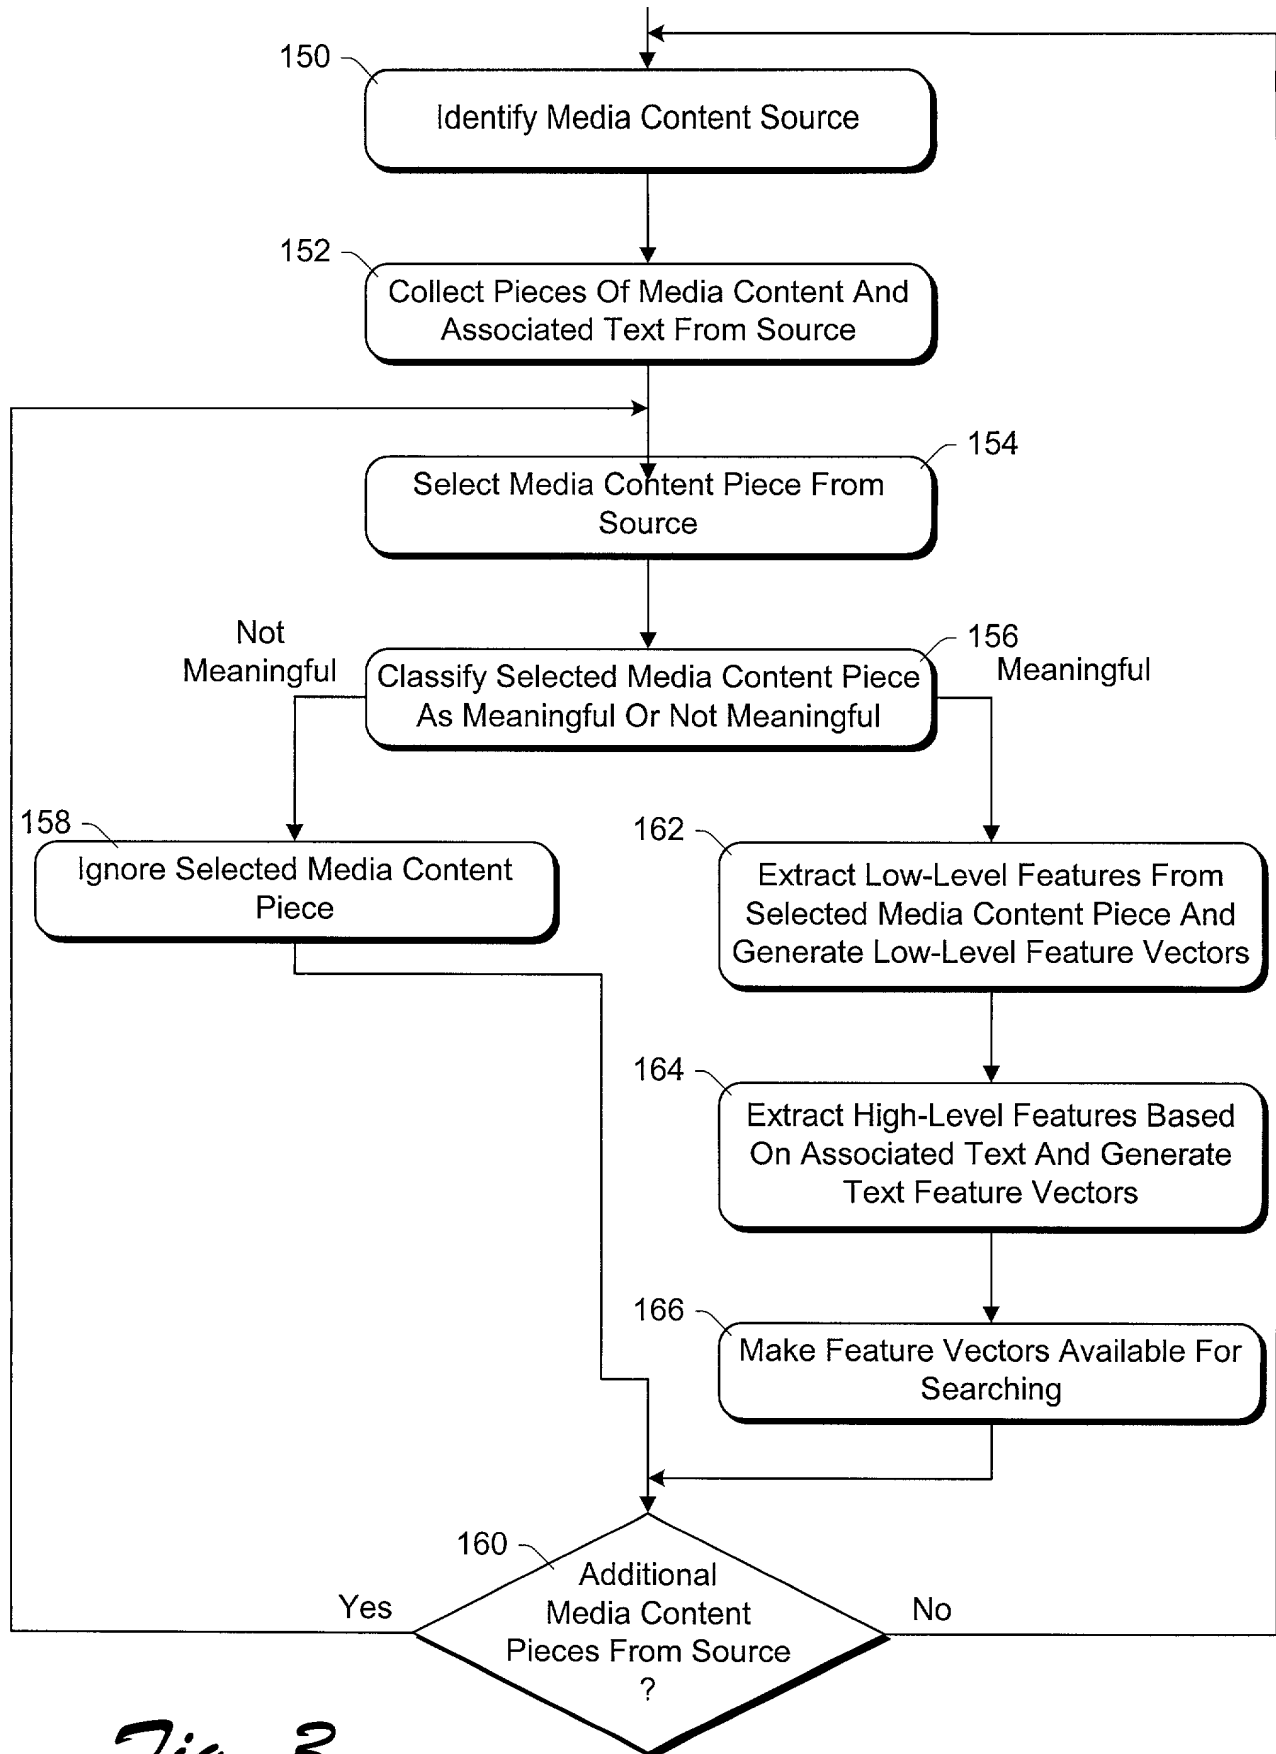 150
Identify Media Content Source
152
Collect Pieces Of Media Content And
Associated Text From Source
154
Select Media Content Piece From
Source
Not
Meaningful
156
Meaningful
Classify Selected Media Content Piece
As Meaningful Or Not Meaningful
158
Ignore Selected Media Content
Piece
162
Extract Low-Level Features From
Selected Media Content Piece And
Generate Low-Level Feature Vectors
164
Extract High-Level Features Based
On Associated Text And Generate
Text Feature Vectors
166
Make Feature Vectors Available For
Searching
160
Additional
Media Content
Pieces From Source
?
Yes
No
Fig. 3